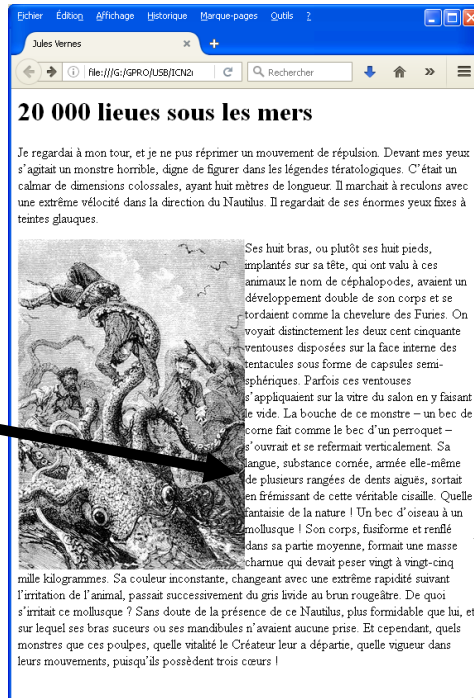 Fichier Édition Affichage Historique Marque-pages Outils ?
Jules Vernes
file:///G:/GPRO/USB/ICN2
Rechercher
20 000 lieues sous les mers
Je regardai à mon tour, et je ne pus réprimer un mouvement de répulsion. Devant mes yeux
s'agitait un monstre horrible, digne de figurer dans les légendes tératologiques. C'était un
calmar de dimensions colossales, ayant huit mètres de longueur. Il marchait à reculons avec
une extrême vélocité dans la direction du Nautilus. Il regardait de ses énormes yeux fixes à
teintes glauques.
Ses huit bras, ou plutôt ses huit pieds,
implantés sur sa tête, qui ont valu à ces
animaux le nom de céphalopodes, avaient un
développement double de son corps et se
tordaient comme la chevelure des Furies. On
voyait distinctement les deux cent cinquante
ventouses disposées sur la face interne des
tentacules sous forme de capsules semi-
sphériques. Parfois ces ventouses
s'appliquaient sur la vitre du salon en y faisant
le vide. La bouche de ce monstre – un bec de
corne fait comme le bec d'un perroquet –
s'ouvrait et se refermait verticalement. Sa
langue, substance cornée, armée elle-même
de plusieurs rangées de dents aiguës, sortait
en frémissant de cette véritable cisaille. Quelle
fantaisie de la nature ! Un bec d'oiseau à un
mollusque ! Son corps, fusiforme et renflé
dans sa partie moyenne, formait une masse
charnue qui devait peser vingt à vingt-cinq
mille kilogrammes. Sa couleur inconstante, changeant avec une extrême rapidité suivant
l'irritation de l'animal, passait successivement du gris livide au brun rougeâtre. De quoi
s'irritait ce mollusque ? Sans doute de la présence de ce Nautilus, plus formidable que lui, et
sur lequel ses bras suceurs ou ses mandibules n'avaient aucune prise. Et cependant, quels
monstres que ces poulpes, quelle vitalité le Créateur leur a départie, quelle vigueur dans
leurs mouvements, puisqu'ils possèdent trois cœurs !